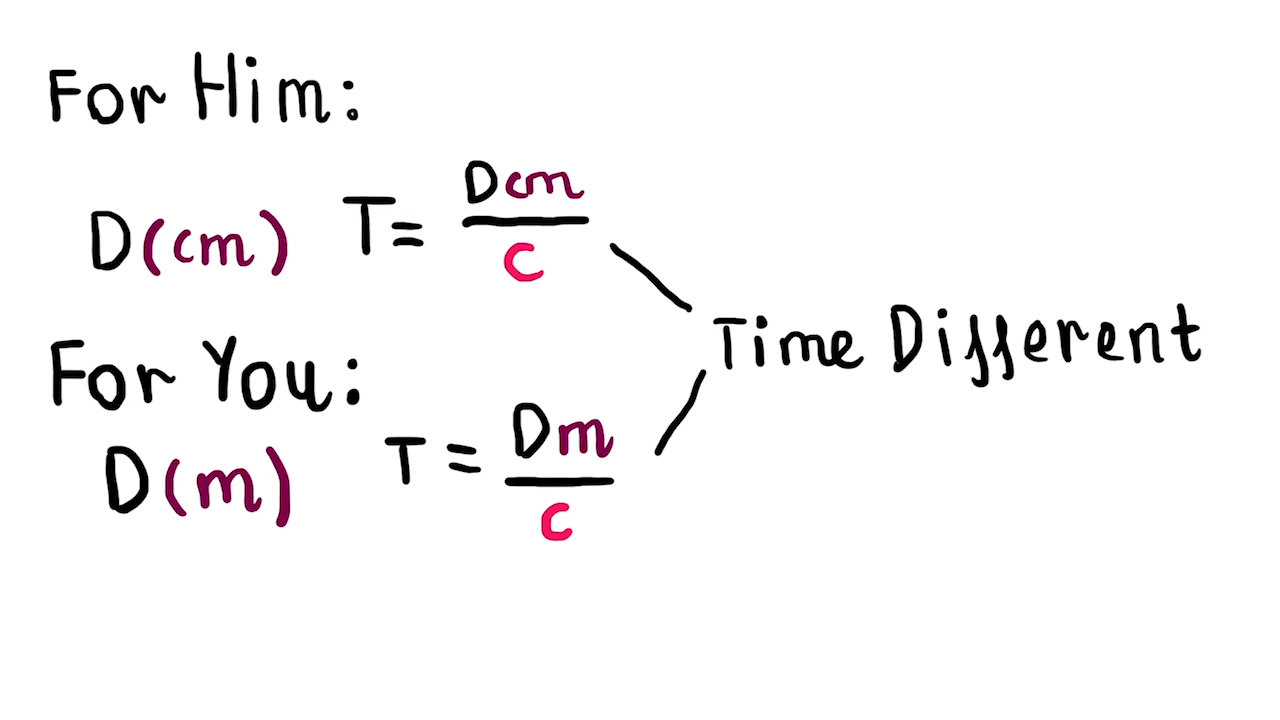 For Him:
D(cm) T= Dcm
c
Time Different
For You:
D(m) T = Dm
c